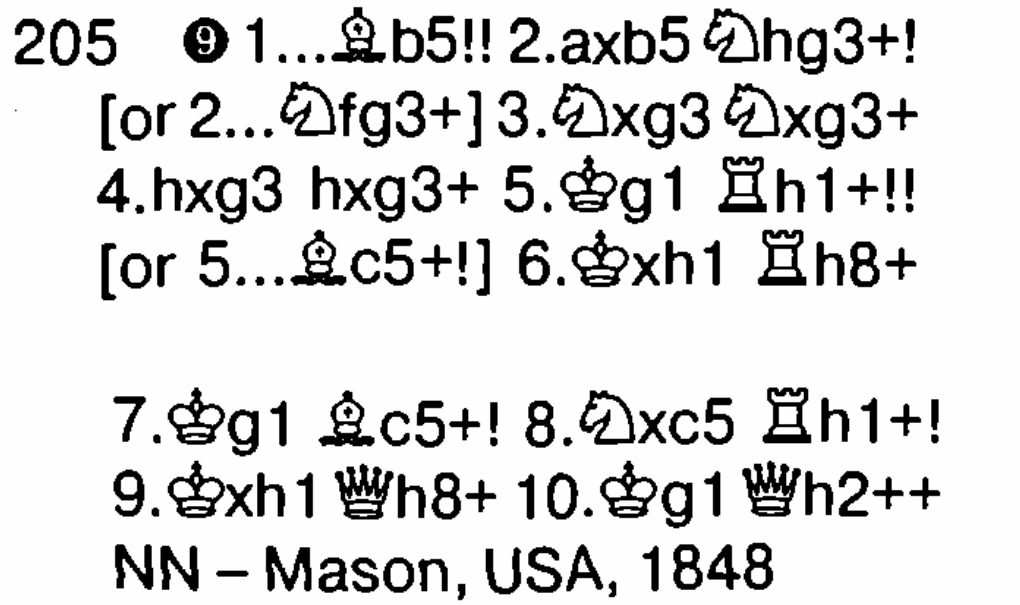 205 ❾ 1...♗b5!! 2.axb5 ♘hg3+!
[or 2...♘fg3+] 3.♘xg3 ♘xg3+
4.hxg3 hxg3+ 5.♔g1 ♖h1+!!
[or 5...♗c5+!] 6.♔xh1 ♖h8+
7.♔g1 ♗c5+! 8.♘xc5 ♖h1+!
9.♔xh1 ♕h8+ 10.♔g1 ♕h2++
NN – Mason, USA, 1848